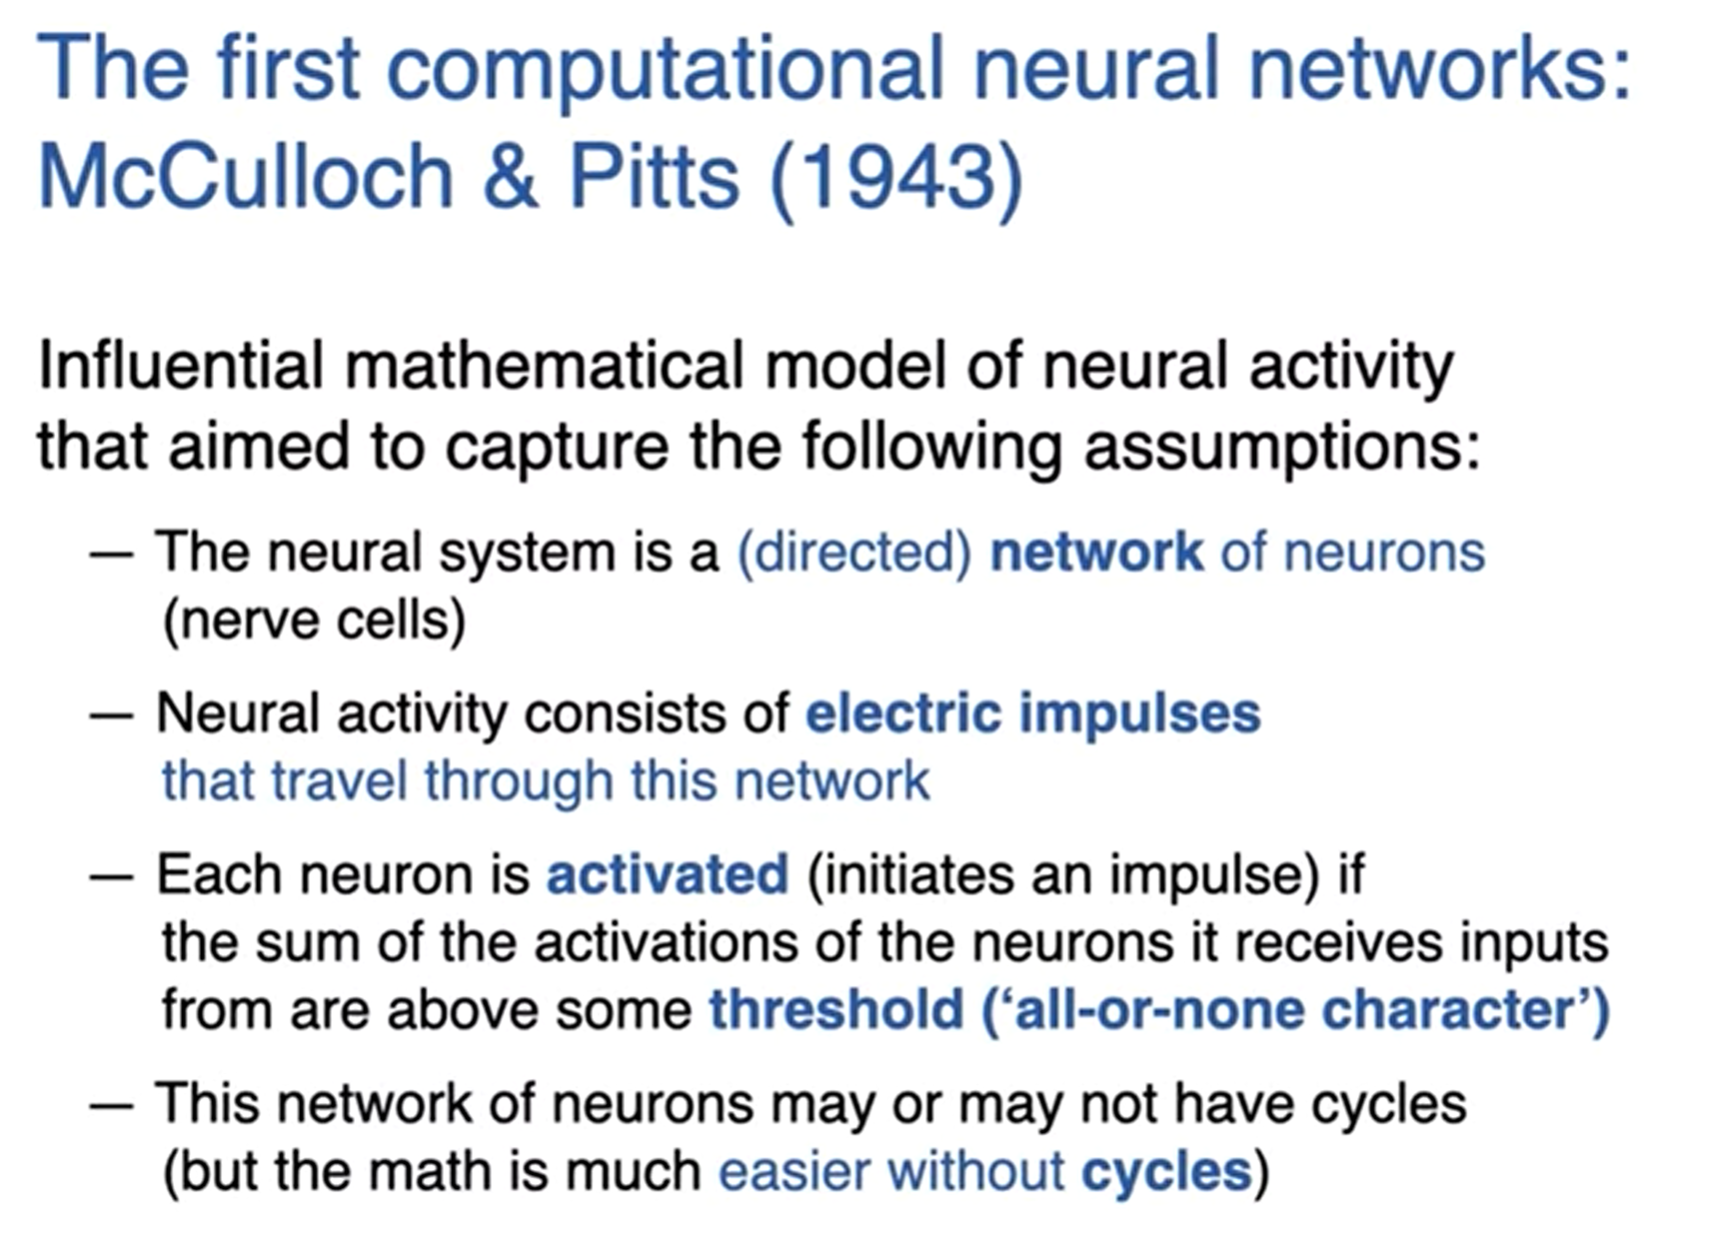 The first computational neural networks:
McCulloch & Pitts (1943)
Influential mathematical model of neural activity
that aimed to capture the following assumptions:
— The neural system is a (directed) network of neurons
(nerve cells)
— Neural activity consists of electric impulses
that travel through this network
— Each neuron is activated (initiates an impulse) if
the sum of the activations of the neurons it receives inputs
from are above some threshold (‘all-or-none character’)
— This network of neurons may or may not have cycles
(but the math is much easier without cycles)